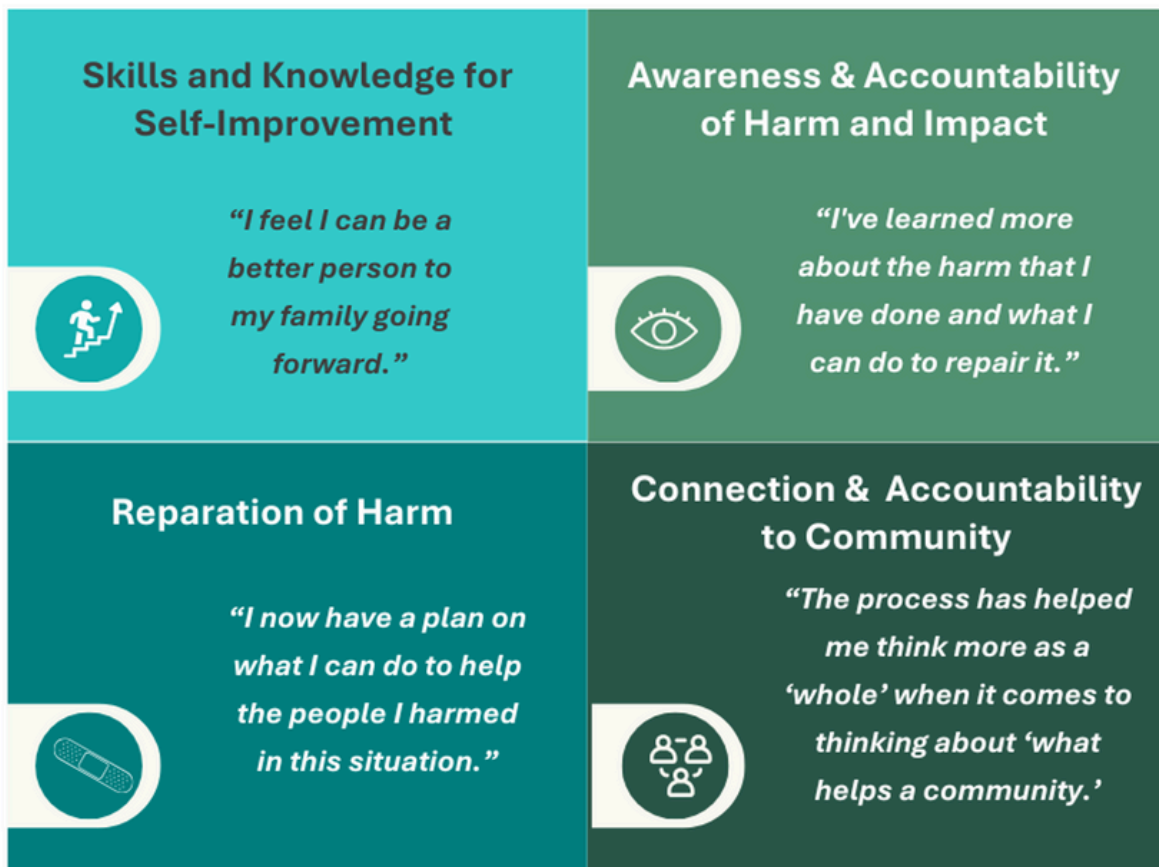 Skills and Knowledge for
Self-Improvement
“I feel I can be a
better person to
my family going
forward.”
Awareness & Accountability
of Harm and Impact
“I've learned more
about the harm that I
have done and what I
can do to repair it.”
Reparation of Harm
“I now have a plan on
what I can do to help
the people I harmed
in this situation.”
Connection & Accountability
to Community
“The process has helped
me think more as a
‘whole’ when it comes to
thinking about ‘what
helps a community.’